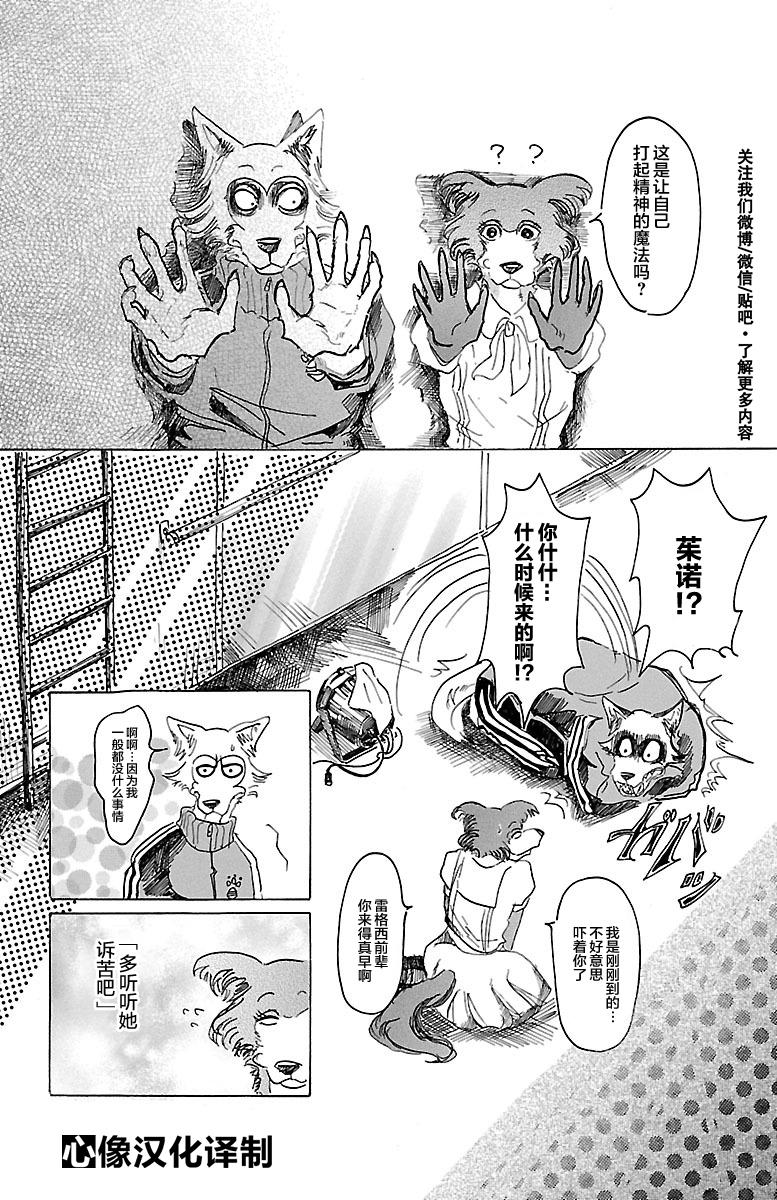 关注我们微博/微信/贴吧·了解更多内容
？？
这是让自己
打起精神的魔法吗？
茱诺
!?
你什什…
什么时候来的啊!?
ガバッ
我是刚刚到的…
不好意思
吓着你了
雷格西前辈
你来得真早啊
啊啊…因为我
一般都没什么事情
「多听听她
诉苦吧」
心像汉化译制